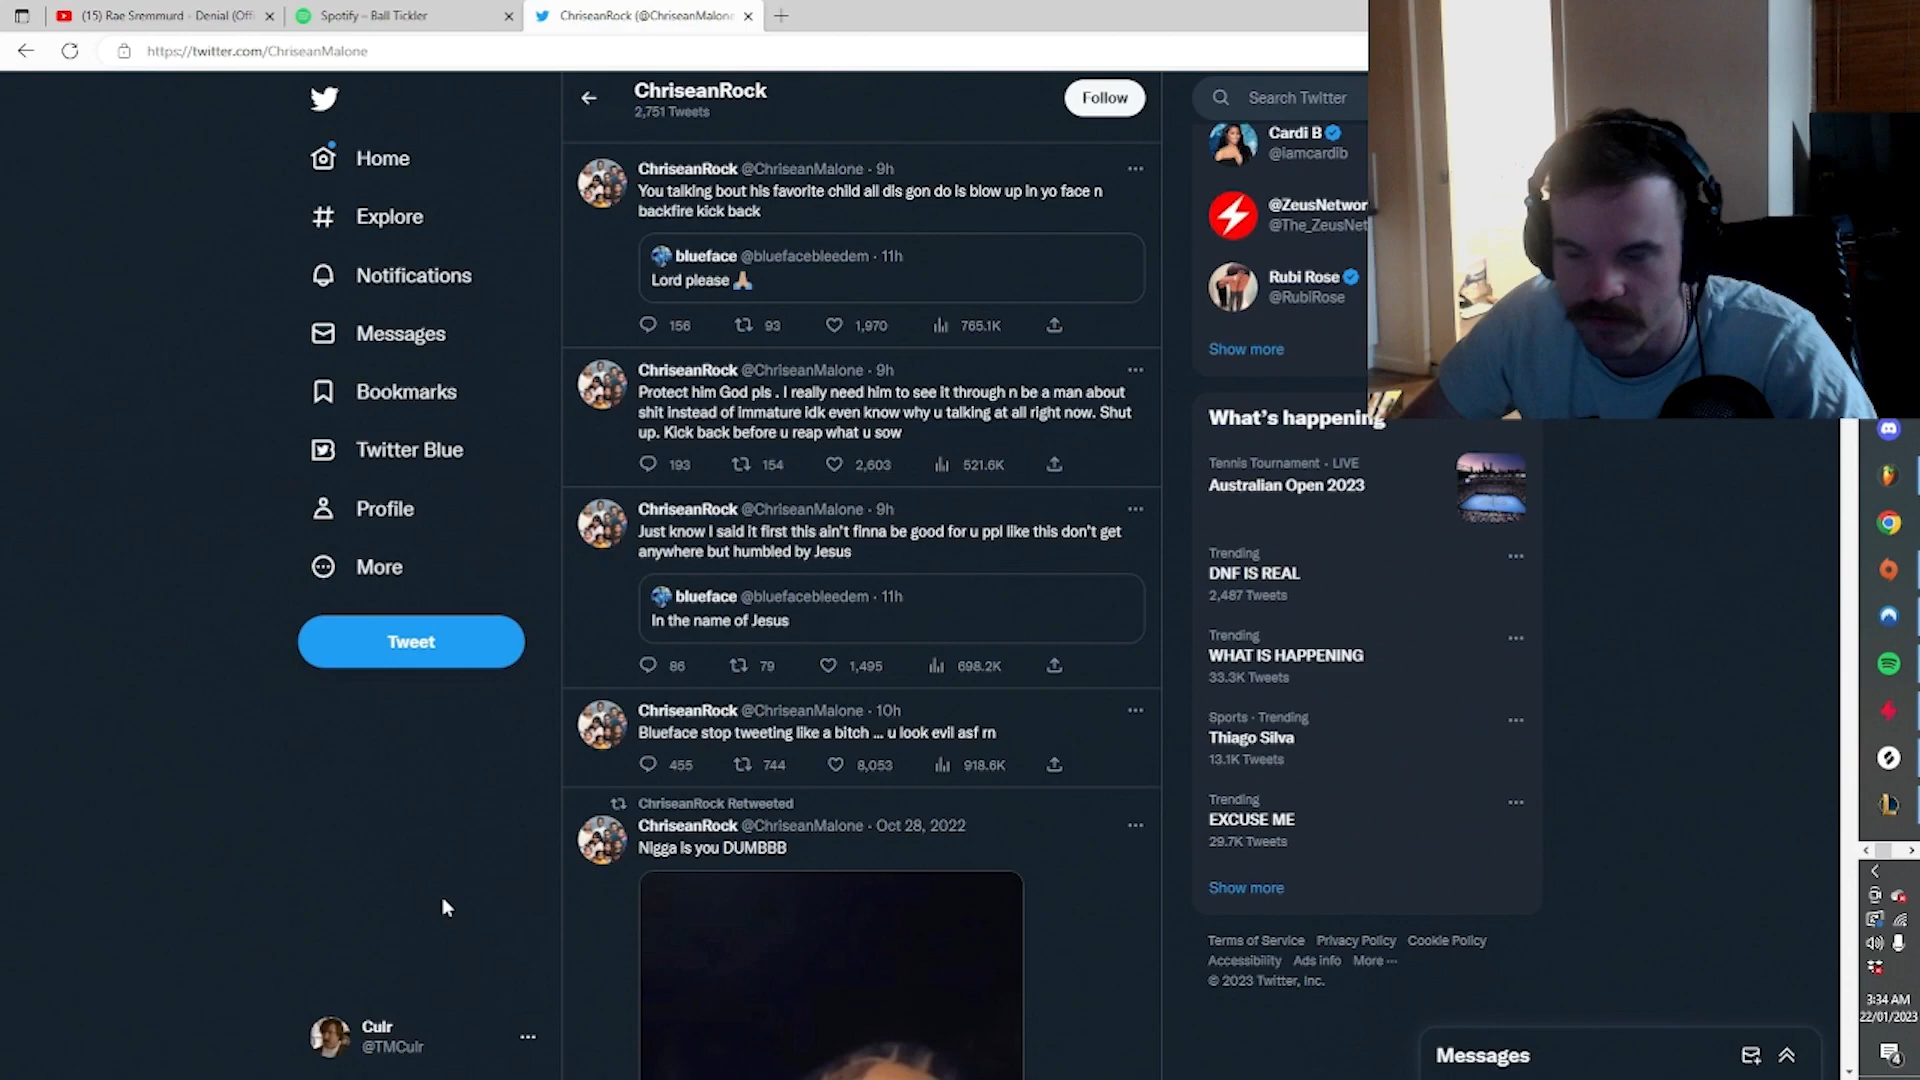 (15) Rae Sremmurd - Denial (Offi
Spotify – Ball Tickler
ChriseanRock (@ChriseanMalone
https://twitter.com/ChriseanMalone
Home
Explore
Notifications
Messages
Bookmarks
Twitter Blue
Profile
More
Tweet
Culr
@TMCulr
ChriseanRock
2,751 Tweets
Follow
ChriseanRock @ChriseanMalone · 9h
You talking bout his favorite child all dis gon do is blow up in yo face n
backfire kick back
blueface @bluefacebleedem · 11h
Lord please 🙏🏼
156 93 1,970 765.1K
ChriseanRock @ChriseanMalone · 9h
Protect him God pls . I really need him to see it through n be a man about
shit instead of immature idk even know why u talking at all right now. Shut
up. Kick back before u reap what u sow
193 154 2,603 521.6K
ChriseanRock @ChriseanMalone · 9h
Just know I said it first this ain't finna be good for u ppl like this don't get
anywhere but humbled by Jesus
blueface @bluefacebleedem · 11h
In the name of Jesus
86 79 1,495 698.2K
ChriseanRock @ChriseanMalone · 10h
Blueface stop tweeting like a bitch ... u look evil asf rn
455 744 8,053 918.6K
ChriseanRock Retweeted
ChriseanRock @ChriseanMalone · Oct 28, 2022
Nigga is you DUMBBB
Search Twitter
Cardi B
@iamcardib
@ZeusNetwor
@The_ZeusNet
Rubi Rose
@RubiRose
Show more
What's happening
Tennis Tournament · LIVE
Australian Open 2023
Trending
DNF IS REAL
2,487 Tweets
Trending
WHAT IS HAPPENING
33.3K Tweets
Sports · Trending
Thiago Silva
13.1K Tweets
Trending
EXCUSE ME
29.7K Tweets
Show more
Terms of Service Privacy Policy Cookie Policy
Accessibility Ads info More ···
© 2023 Twitter, Inc.
Messages
3:34 AM
22/01/2023
4